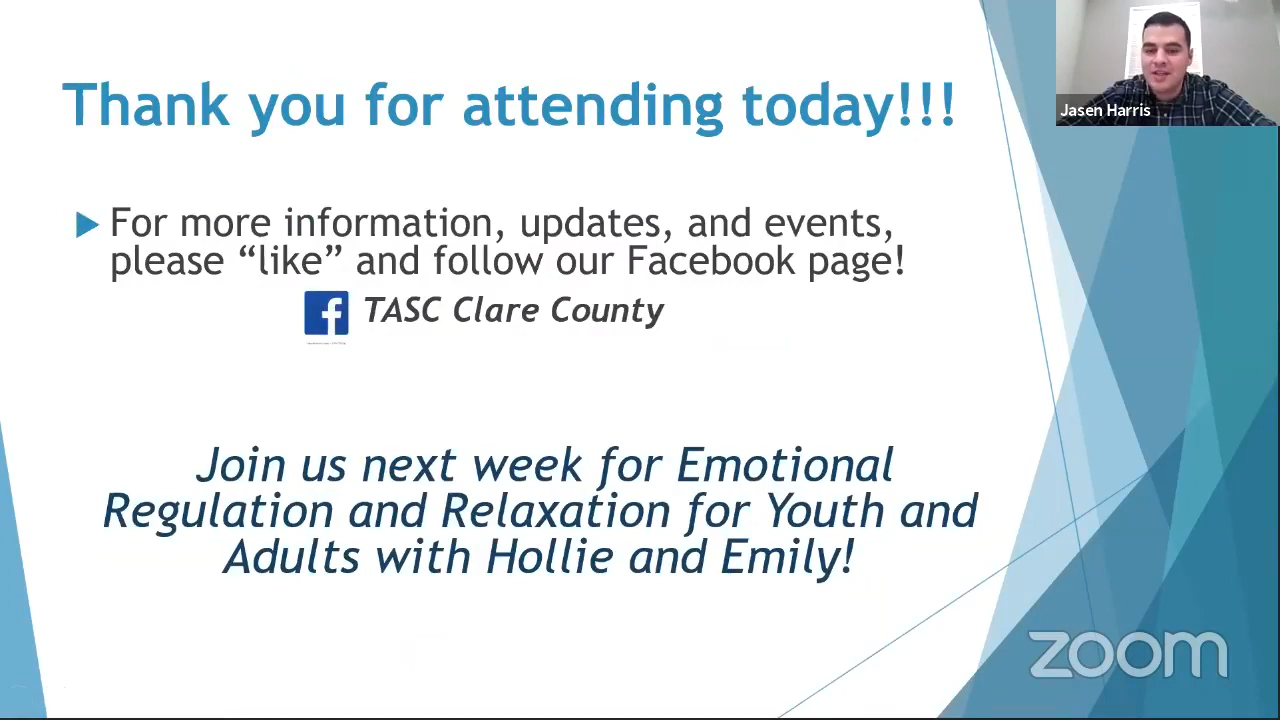 Thank you for attending today!!!
Jasen Harris
For more information, updates, and events,
please “like” and follow our Facebook page!
TASC Clare County
Join us next week for Emotional
Regulation and Relaxation for Youth and
Adults with Hollie and Emily!
zoom